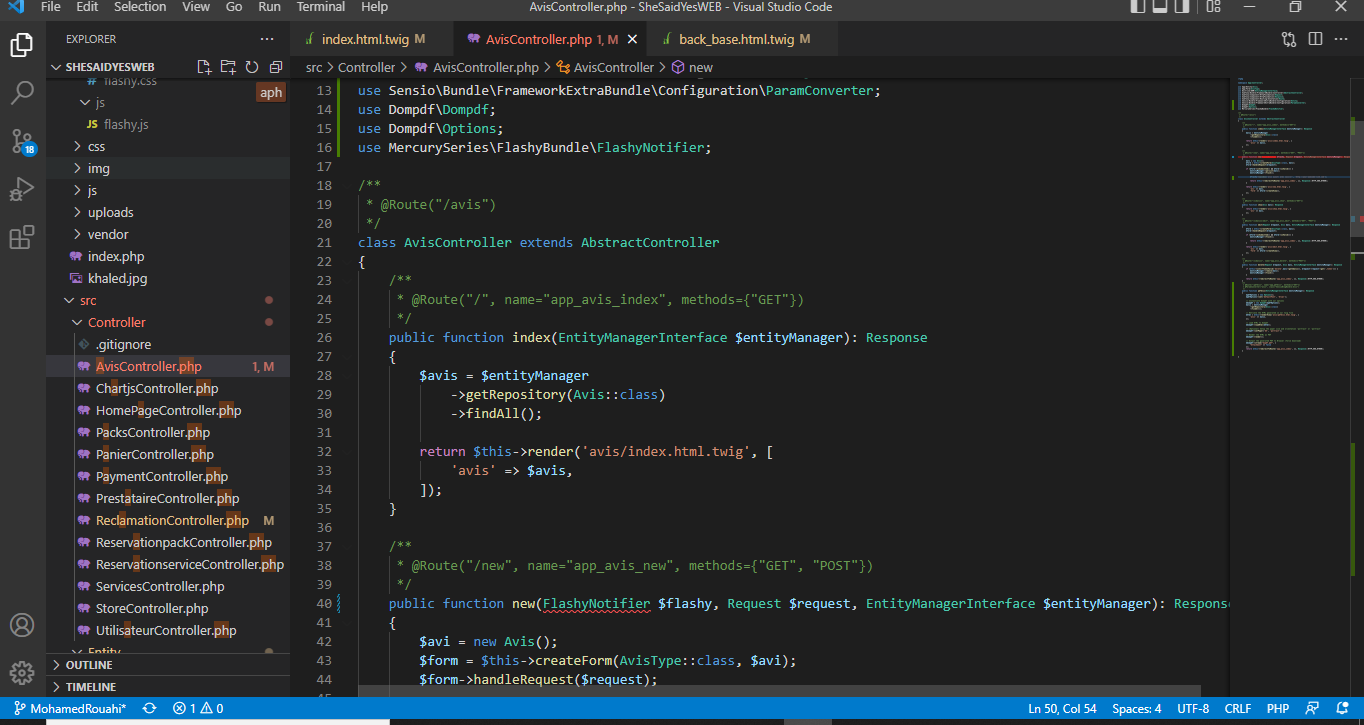 File Edit Selection View Go Run Terminal Help AvisController.php - SheSaidYesWEB - Visual Studio Code
EXPLORER
index.html.twig M AvisController.php 1, M back_base.html.twig M
SHESAIDYESWEB
src > Controller > AvisController.php > AvisController > new
# flashy.css
aph
js
JS flashy.js
css
img
js
uploads
vendor
index.php
khaled.jpg
src
Controller
.gitignore
AvisController.php 1, M
ChartjsController.php
HomePageController.php
PacksController.php
PanierController.php
PaymentController.php
PrestataireController.php
ReclamationController.php M
ReservationpackController.php
ReservationserviceController.php
ServicesController.php
StoreController.php
UtilisateurController.php
Entity
OUTLINE
TIMELINE
18
13 use Sensio\Bundle\FrameworkExtraBundle\Configuration\ParamConverter;
14 use Dompdf\Dompdf;
15 use Dompdf\Options;
16 use MercurySeries\FlashyBundle\FlashyNotifier;
17
18 /**
19 * @Route("/avis")
20 */
21 class AvisController extends AbstractController
22 {
23 /**
24 * @Route("/", name="app_avis_index", methods={"GET"})
25 */
26 public function index(EntityManagerInterface $entityManager): Response
27 {
28 $avis = $entityManager
29 ->getRepository(Avis::class)
30 ->findAll();
31
32 return $this->render('avis/index.html.twig', [
33 'avis' => $avis,
34 ]);
35 }
36
37 /**
38 * @Route("/new", name="app_avis_new", methods={"GET", "POST"})
39 */
40 public function new(FlashyNotifier $flashy, Request $request, EntityManagerInterface $entityManager): Response
41 {
42 $avi = new Avis();
43 $form = $this->createForm(AvisType::class, $avi);
44 $form->handleRequest($request);
45
MohamedRouahi* 1 0 Ln 50, Col 54 Spaces: 4 UTF-8 CRLF PHP